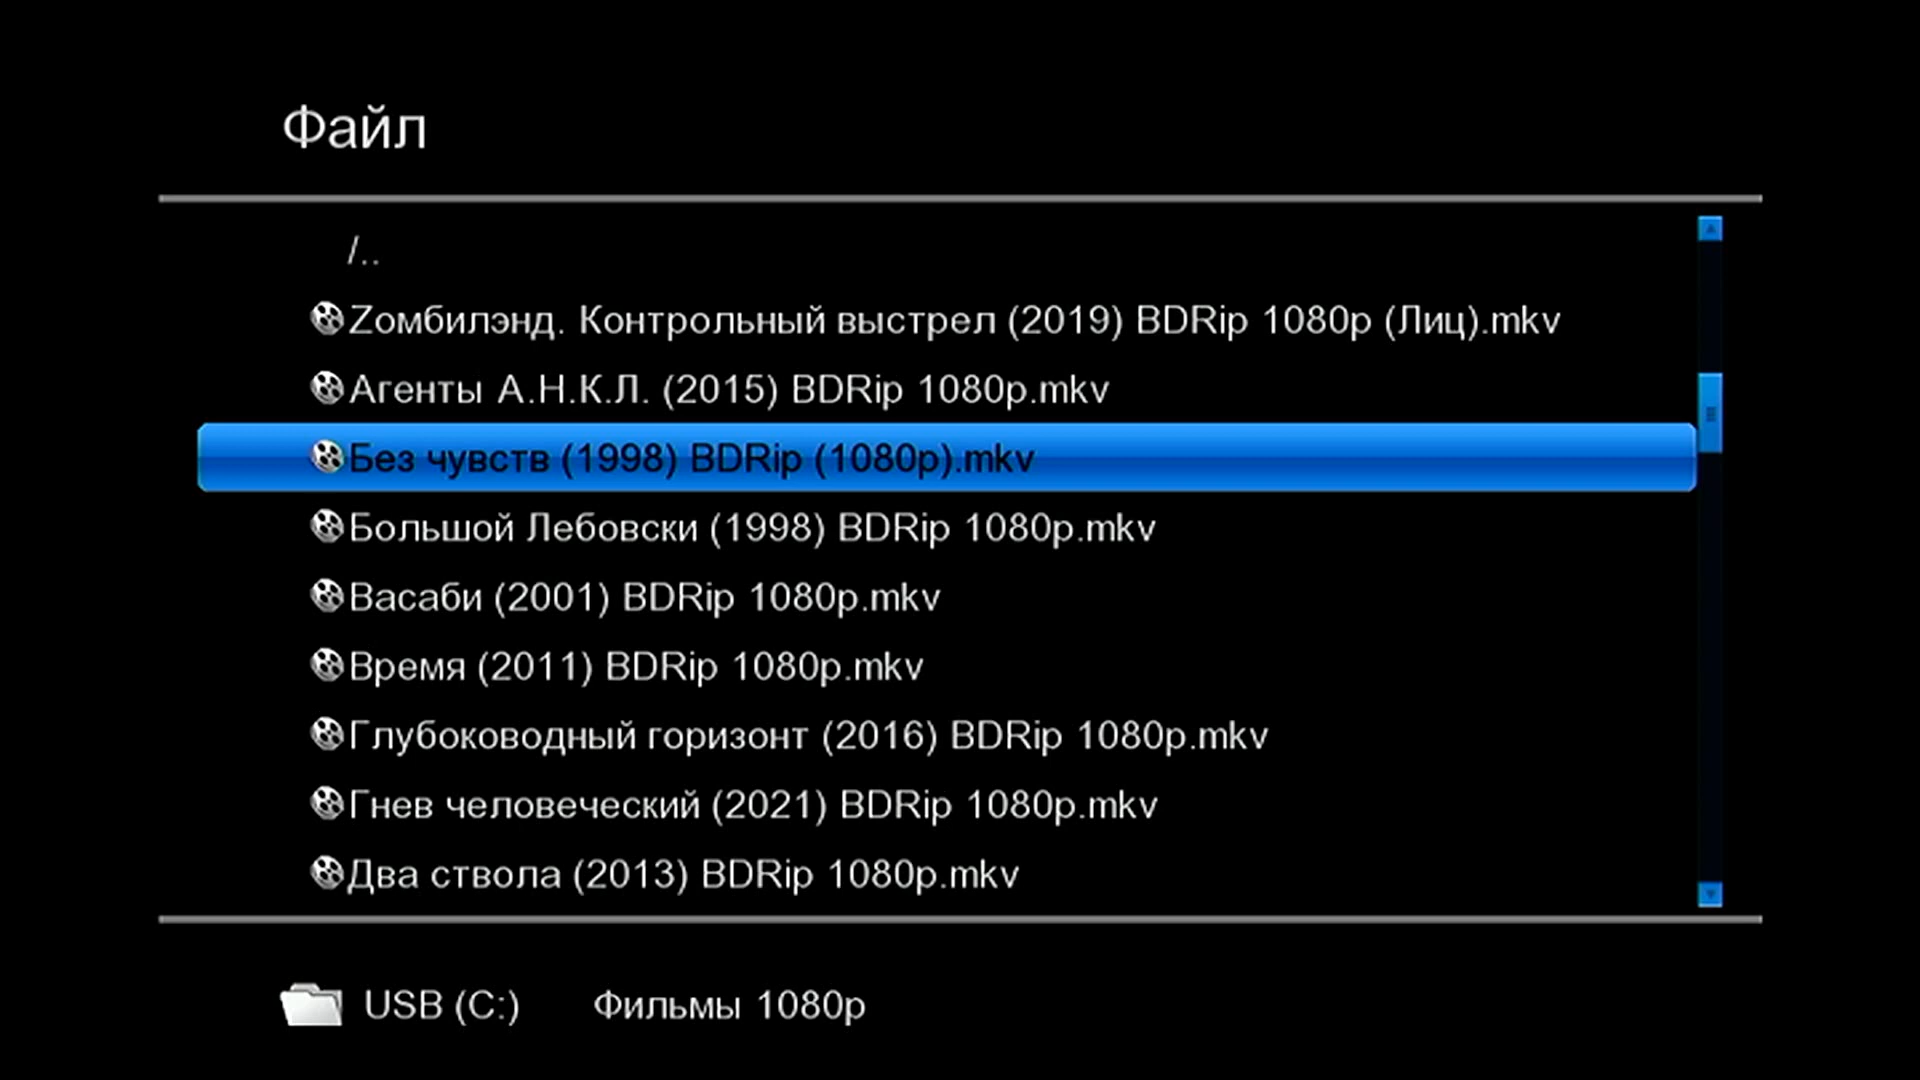 Файл
/..
Zомбилэнд. Контрольный выстрел (2019) BDRip 1080p (Лиц).mkv
Агенты А.Н.К.Л. (2015) BDRip 1080p.mkv
Без чувств (1998) BDRip (1080p).mkv
Большой Лебовски (1998) BDRip 1080p.mkv
Васаби (2001) BDRip 1080p.mkv
Время (2011) BDRip 1080p.mkv
Глубоководный горизонт (2016) BDRip 1080p.mkv
Гнев человеческий (2021) BDRip 1080p.mkv
Два ствола (2013) BDRip 1080p.mkv
USB (C:) Фильмы 1080p